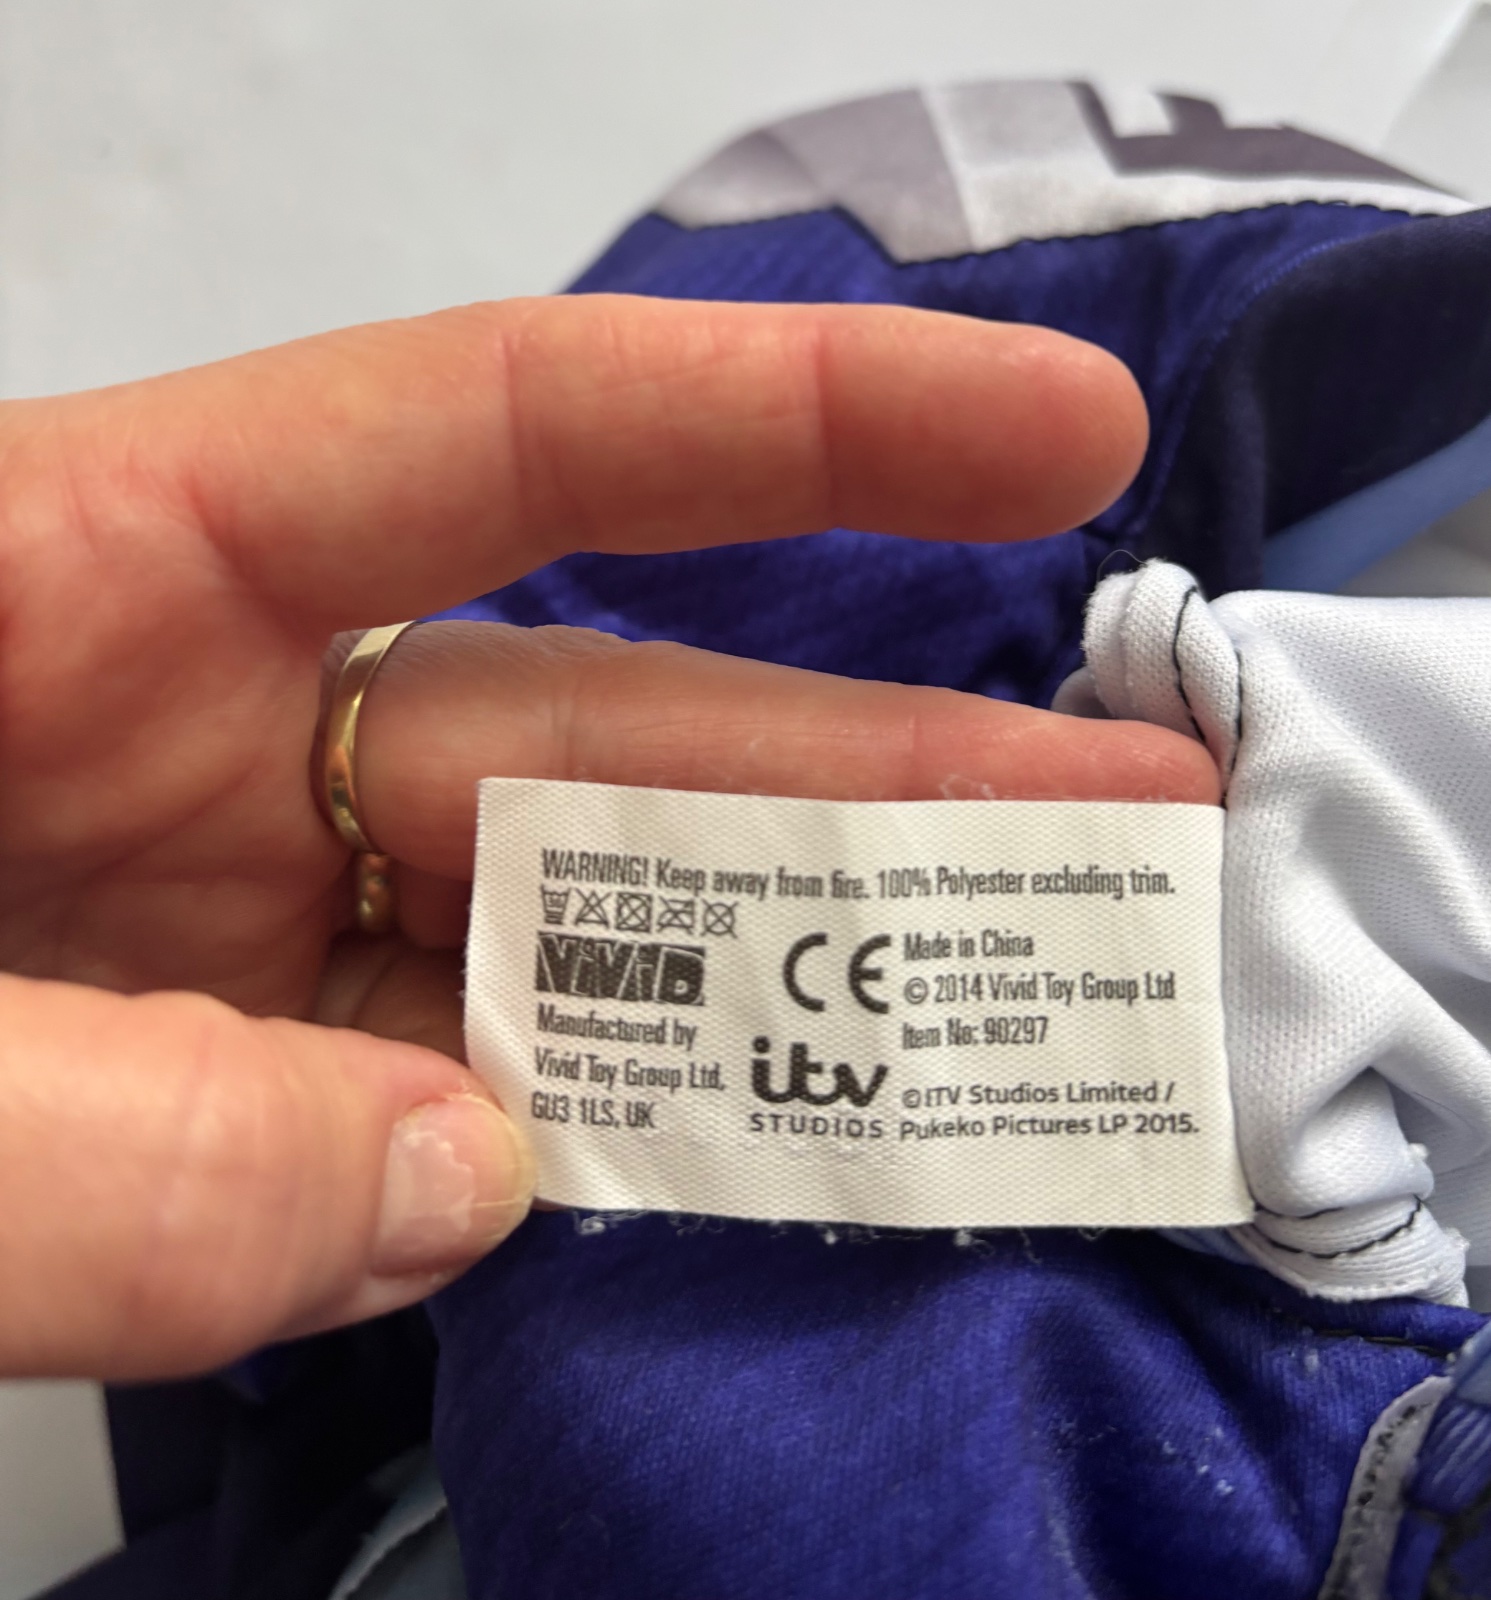 WARNING! Keep away from fire. 100% Polyester excluding trim.
ViViD
Manufactured by
Vivid Toy Group Ltd,
GU3 1LS, UK
CE
itv
STUDIOS
Made in China
© 2014 Vivid Toy Group Ltd
Item No: 90297
©ITV Studios Limited /
Pukeko Pictures LP 2015.